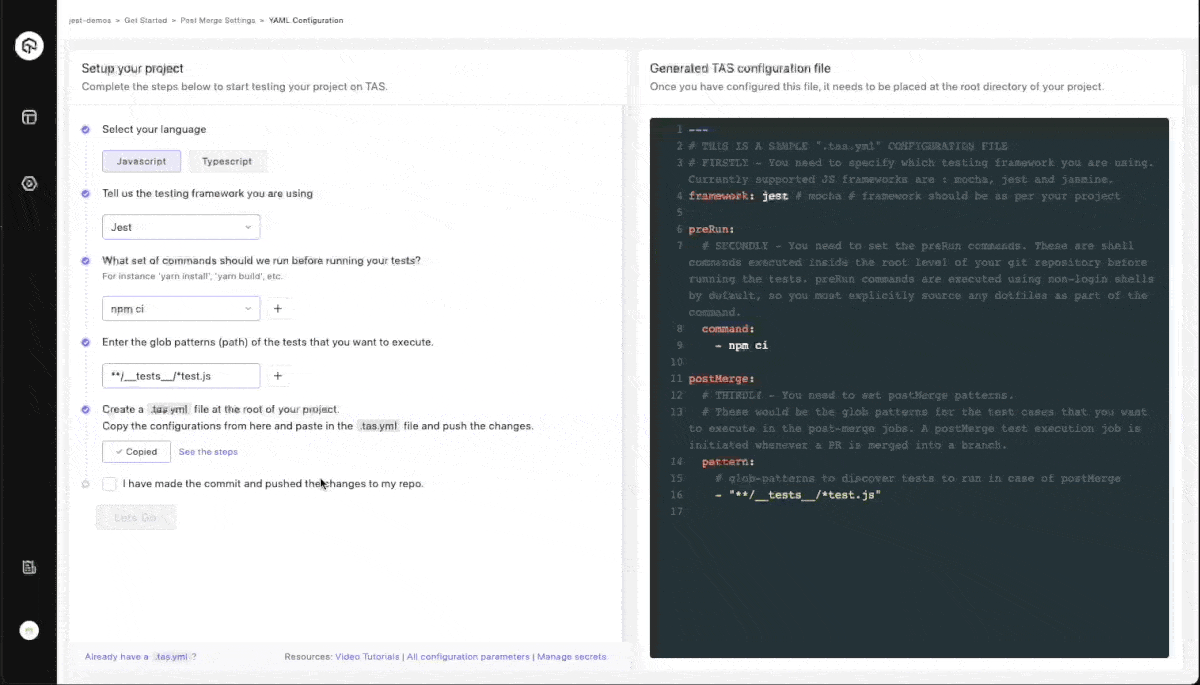 jest-demos > Get Started > Post Merge Settings > YAML Configuration
Setup your project
Complete the steps below to start testing your project on TAS.
Select your language
Javascript Typescript
Tell us the testing framework you are using
Jest
What set of commands should we run before running your tests?
For instance 'yarn install', 'yarn build', etc.
npm ci +
Enter the glob patterns (path) of the tests that you want to execute.
**/__tests__/*test.js +
Create a .tas.yml file at the root of your project.
Copy the configurations from here and paste in the .tas.yml file and push the changes.
✓ Copied See the steps
I have made the commit and pushed the changes to my repo.
Lets Go
Already have a .tas.yml ? Resources: Video Tutorials | All configuration parameters | Manage secrets
Generated TAS configuration file
Once you have configured this file, it needs to be placed at the root directory of your project.
1 ---
2 # THIS IS A SIMPLE ".tas.yml" CONFIGURATION FILE
3 # FIRSTLY - You need to specify which testing framework you are using.
Currently supported JS frameworks are : mocha, jest and jasmine.
4 framework: jest # mocha # framework should be as per your project
5
6 preRun:
7 # SECONDLY - You need to set the preRun commands. These are shell
commands executed inside the root level of your git repository before
running the tests. preRun commands are executed using non-login shells
by default, so you must explicitly source any dotfiles as part of the
command.
8 command:
9 - npm ci
10
11 postMerge:
12 # THIRDLY - You need to set postMerge patterns.
13 # These would be the glob patterns for the test cases that you want
to execute in the post-merge jobs. A postMerge test execution job is
initiated whenever a PR is merged into a branch.
14 pattern:
15 # glob-patterns to discover tests to run in case of postMerge
16 - "**/__tests__/*test.js"
17